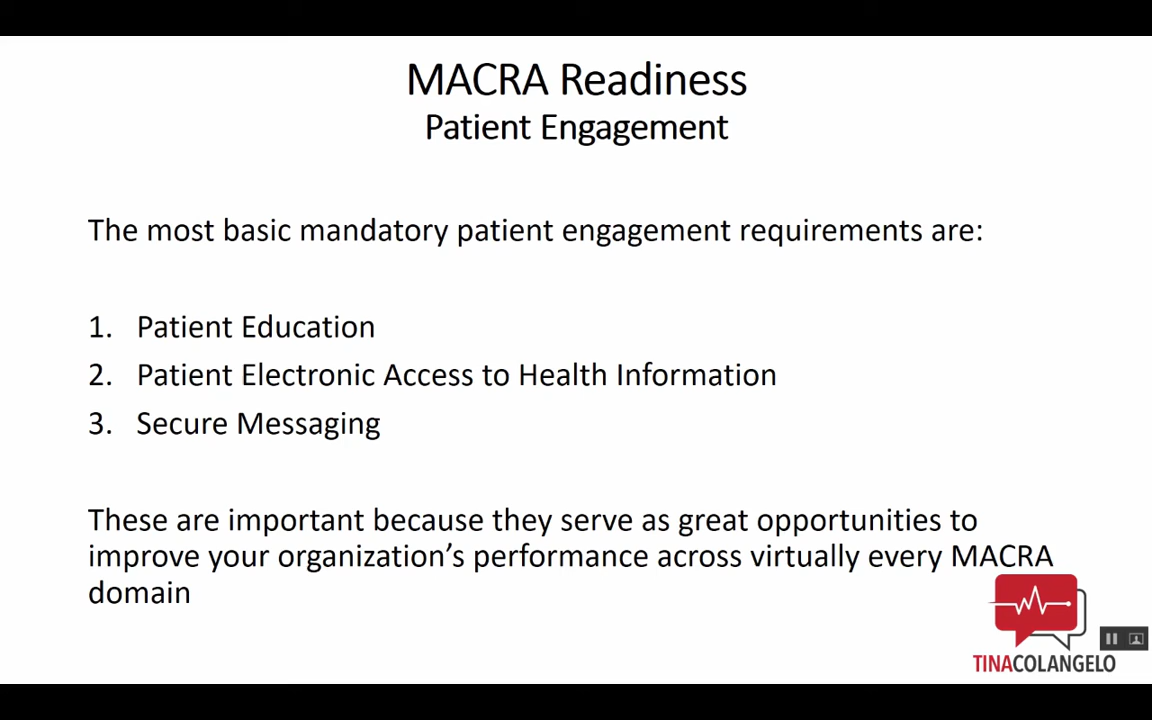 MACRA Readiness
Patient Engagement
The most basic mandatory patient engagement requirements are:
1. Patient Education
2. Patient Electronic Access to Health Information
3. Secure Messaging
These are important because they serve as great opportunities to
improve your organization’s performance across virtually every MACRA
domain
TINACOLANGELO